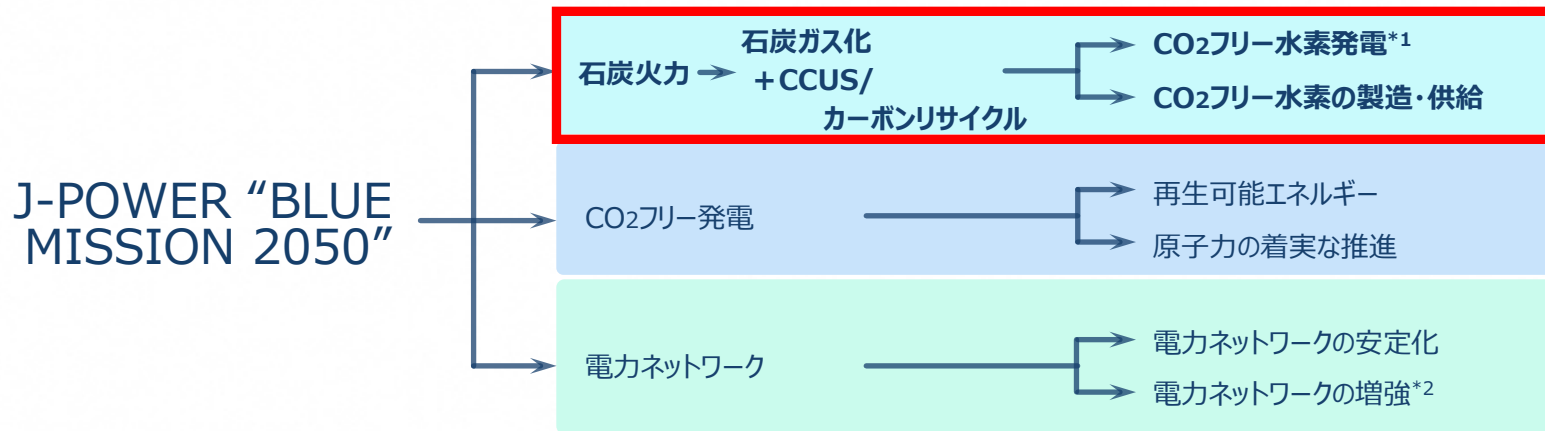 J-POWER “BLUE
MISSION 2050”
石炭火力
石炭ガス化
+CCUS/
カーボンリサイクル
CO2フリー水素発電*1
CO2フリー水素の製造・供給
CO2フリー発電
再生可能エネルギー
原子力の着実な推進
電力ネットワーク
電力ネットワークの安定化
電力ネットワークの増強*2